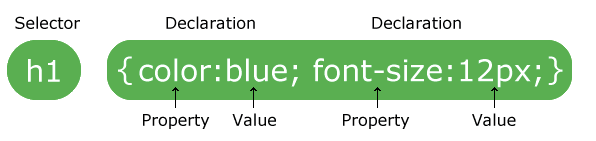 Selector Declaration Declaration
h1 {color:blue; font-size:12px;}
Property Value Property Value